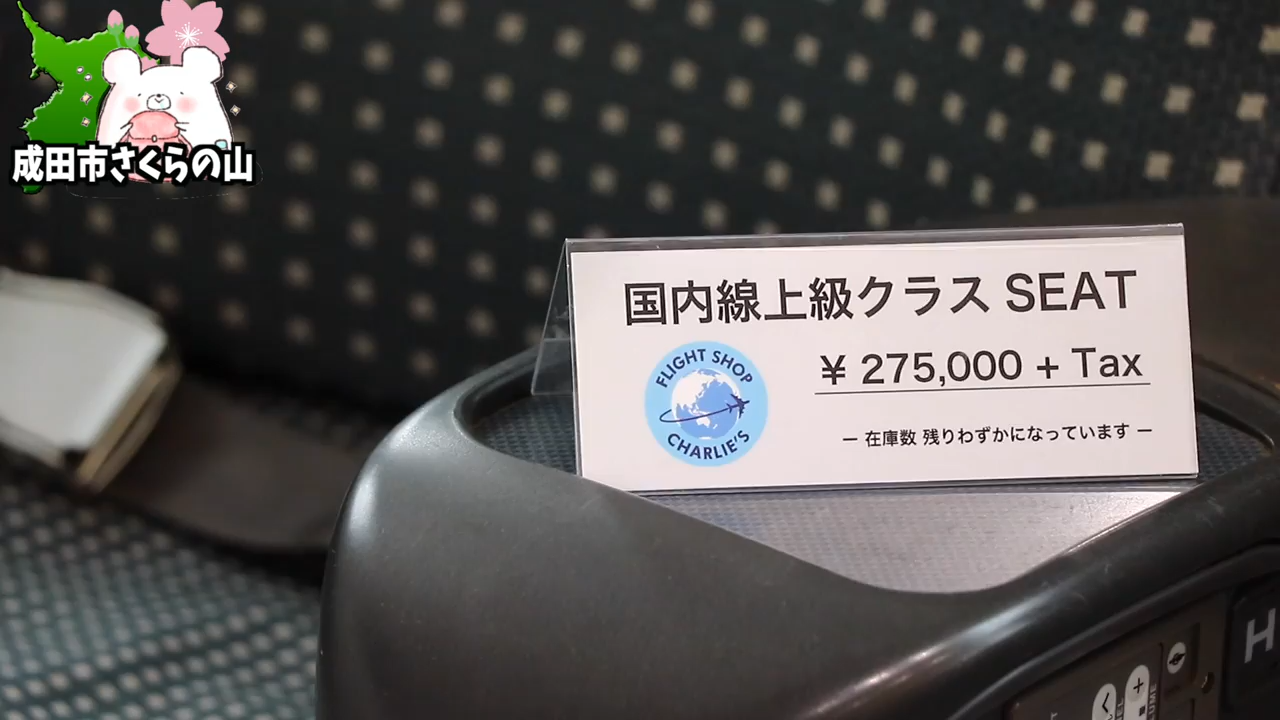 成田市さくらの山
国内線上級クラス SEAT
FLIGHT SHOP
CHARLIE'S
¥ 275,000 + Tax
― 在庫数 残りわずかになっています ―
H